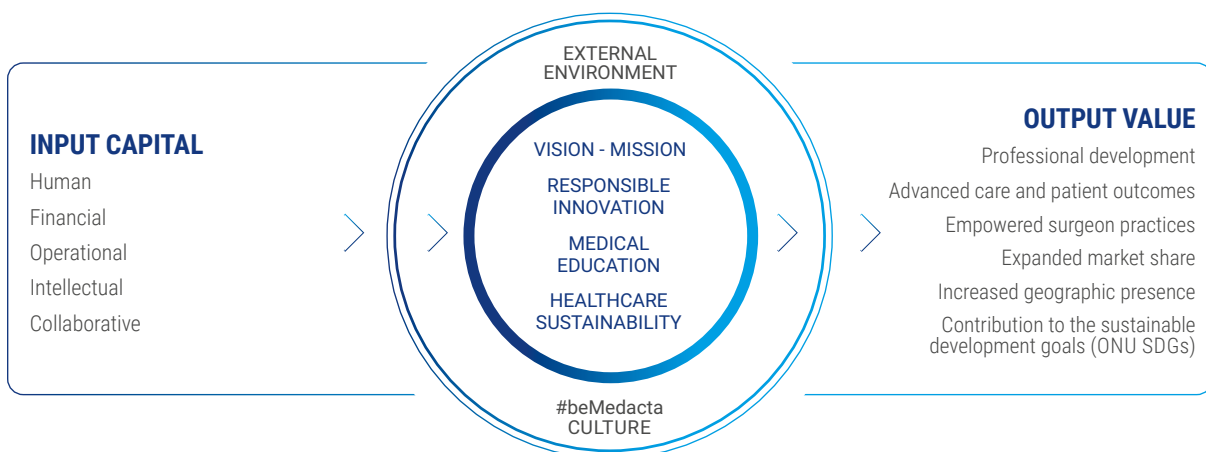 INPUT CAPITAL
Human
Financial
Operational
Intellectual
Collaborative
EXTERNAL
ENVIRONMENT
VISION - MISSION
RESPONSIBLE
INNOVATION
MEDICAL
EDUCATION
HEALTHCARE
SUSTAINABILITY
#beMedacta
CULTURE
OUTPUT VALUE
Professional development
Advanced care and patient outcomes
Empowered surgeon practices
Expanded market share
Increased geographic presence
Contribution to the sustainable
development goals (ONU SDGs)